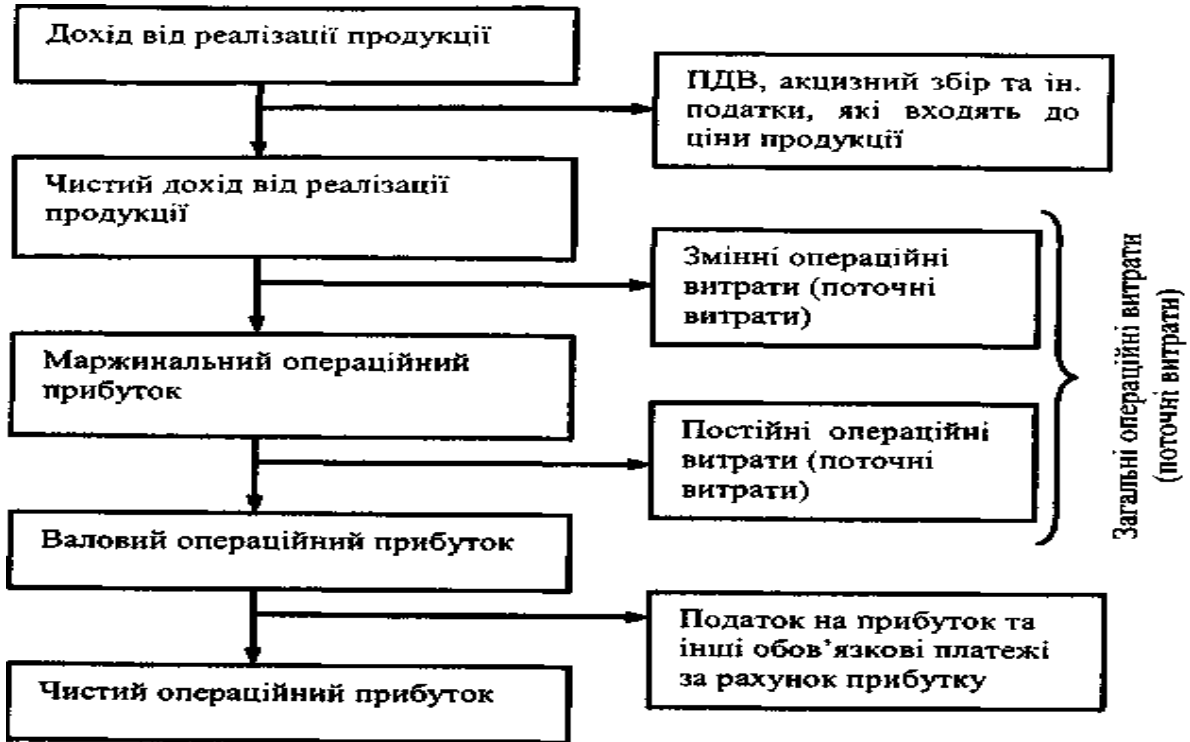 Дохід від реалізації продукції
ПДВ, акцизний збір та ін.
податки, які входять до
ціни продукції
Чистий дохід від реалізації
продукції
Змінні операційні
витрати (поточні
витрати)
Маржинальний операційний
прибуток
Постійні операційні
витрати (поточні
витрати)
Загальні операційні витрати
(поточні витрати)
Валовий операційний прибуток
Податок на прибуток та
інші обов’язкові платежі
за рахунок прибутку
Чистий операційний прибуток